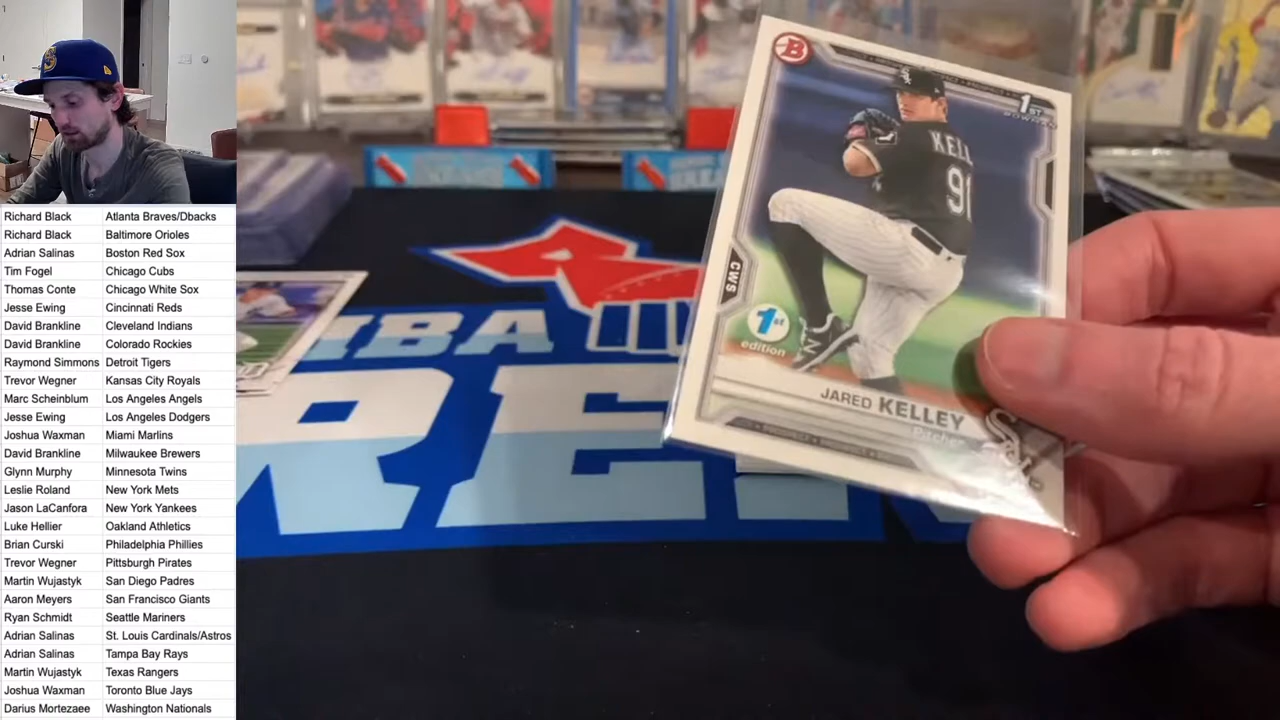 Richard Black Atlanta Braves/Dbacks
Richard Black Baltimore Orioles
Adrian Salinas Boston Red Sox
Tim Fogel Chicago Cubs
Thomas Conte Chicago White Sox
Jesse Ewing Cincinnati Reds
David Brankline Cleveland Indians
David Brankline Colorado Rockies
Raymond Simmons Detroit Tigers
Trevor Wegner Kansas City Royals
Marc Scheinblum Los Angeles Angels
Jesse Ewing Los Angeles Dodgers
Joshua Waxman Miami Marlins
David Brankline Milwaukee Brewers
Glynn Murphy Minnesota Twins
Leslie Roland New York Mets
Jason LaCanfora New York Yankees
Luke Hellier Oakland Athletics
Brian Curski Philadelphia Phillies
Trevor Wegner Pittsburgh Pirates
Martin Wujastyk San Diego Padres
Aaron Meyers San Francisco Giants
Ryan Schmidt Seattle Mariners
Adrian Salinas St. Louis Cardinals/Astros
Adrian Salinas Tampa Bay Rays
Martin Wujastyk Texas Rangers
Joshua Waxman Toronto Blue Jays
Darius Mortezaee Washington Nationals
B
1ST
BOWMAN
KELL
91
CWS
1st
edition
JARED KELLEY
Pitcher
PROSPECT
MBA
RE